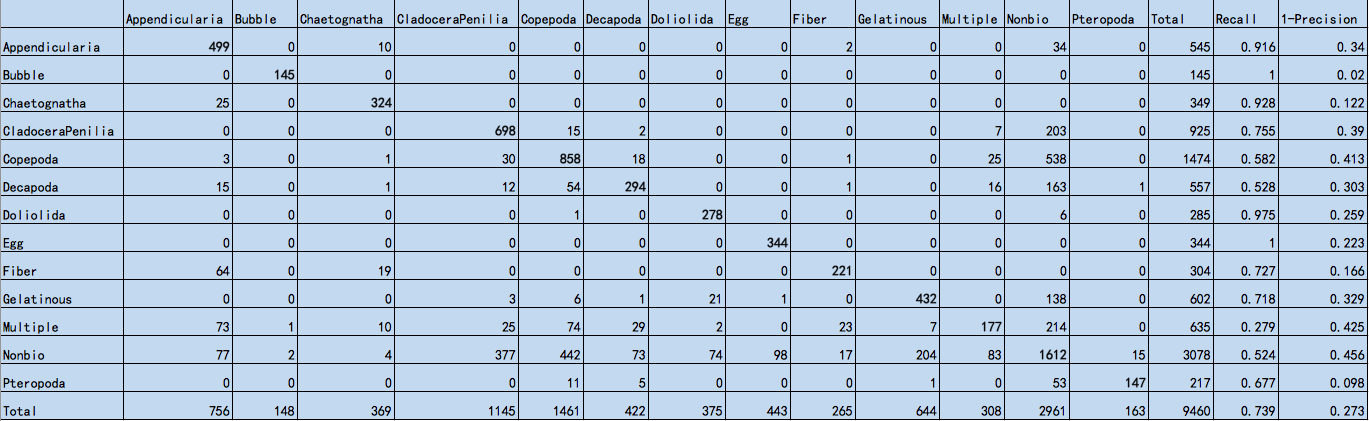 Appendicularia Bubble Chaetognatha CladoceraPenilia Copepoda Decapoda Doliolida Egg Fiber Gelatinous Multiple Nonbio Pteropoda Total Recall 1-Precision
Appendicularia 499 0 10 0 0 0 0 0 2 0 0 34 0 545 0.916 0.34
Bubble 0 145 0 0 0 0 0 0 0 0 0 0 0 145 1 0.02
Chaetognatha 25 0 324 0 0 0 0 0 0 0 0 0 0 349 0.928 0.122
CladoceraPenilia 0 0 0 698 15 2 0 0 0 0 7 203 0 925 0.755 0.39
Copepoda 3 0 1 30 858 18 0 0 1 0 25 538 0 1474 0.582 0.413
Decapoda 15 0 1 12 54 294 0 0 1 0 16 163 1 557 0.528 0.303
Doliolida 0 0 0 0 1 0 278 0 0 0 0 6 0 285 0.975 0.259
Egg 0 0 0 0 0 0 0 344 0 0 0 0 0 344 1 0.223
Fiber 64 0 19 0 0 0 0 0 221 0 0 0 0 304 0.727 0.166
Gelatinous 0 0 0 3 6 1 21 1 0 432 0 138 0 602 0.718 0.329
Multiple 73 1 10 25 74 29 2 0 23 7 177 214 0 635 0.279 0.425
Nonbio 77 2 4 377 442 73 74 98 17 204 83 1612 15 3078 0.524 0.456
Pteropoda 0 0 0 0 11 5 0 0 0 1 0 53 147 217 0.677 0.098
Total 756 148 369 1145 1461 422 375 443 265 644 308 2961 163 9460 0.739 0.273